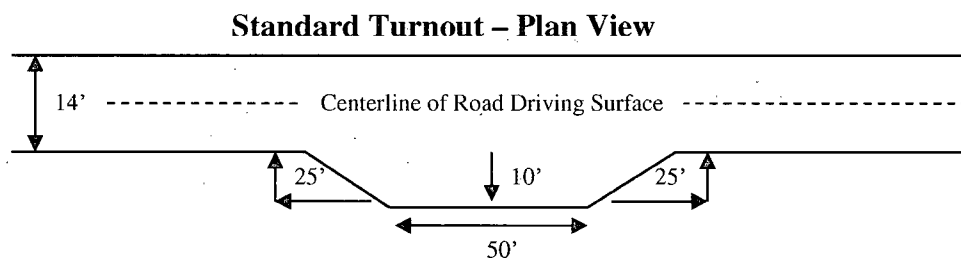 Standard Turnout – Plan View
14' Centerline of Road Driving Surface
25' 10' 25'
50'